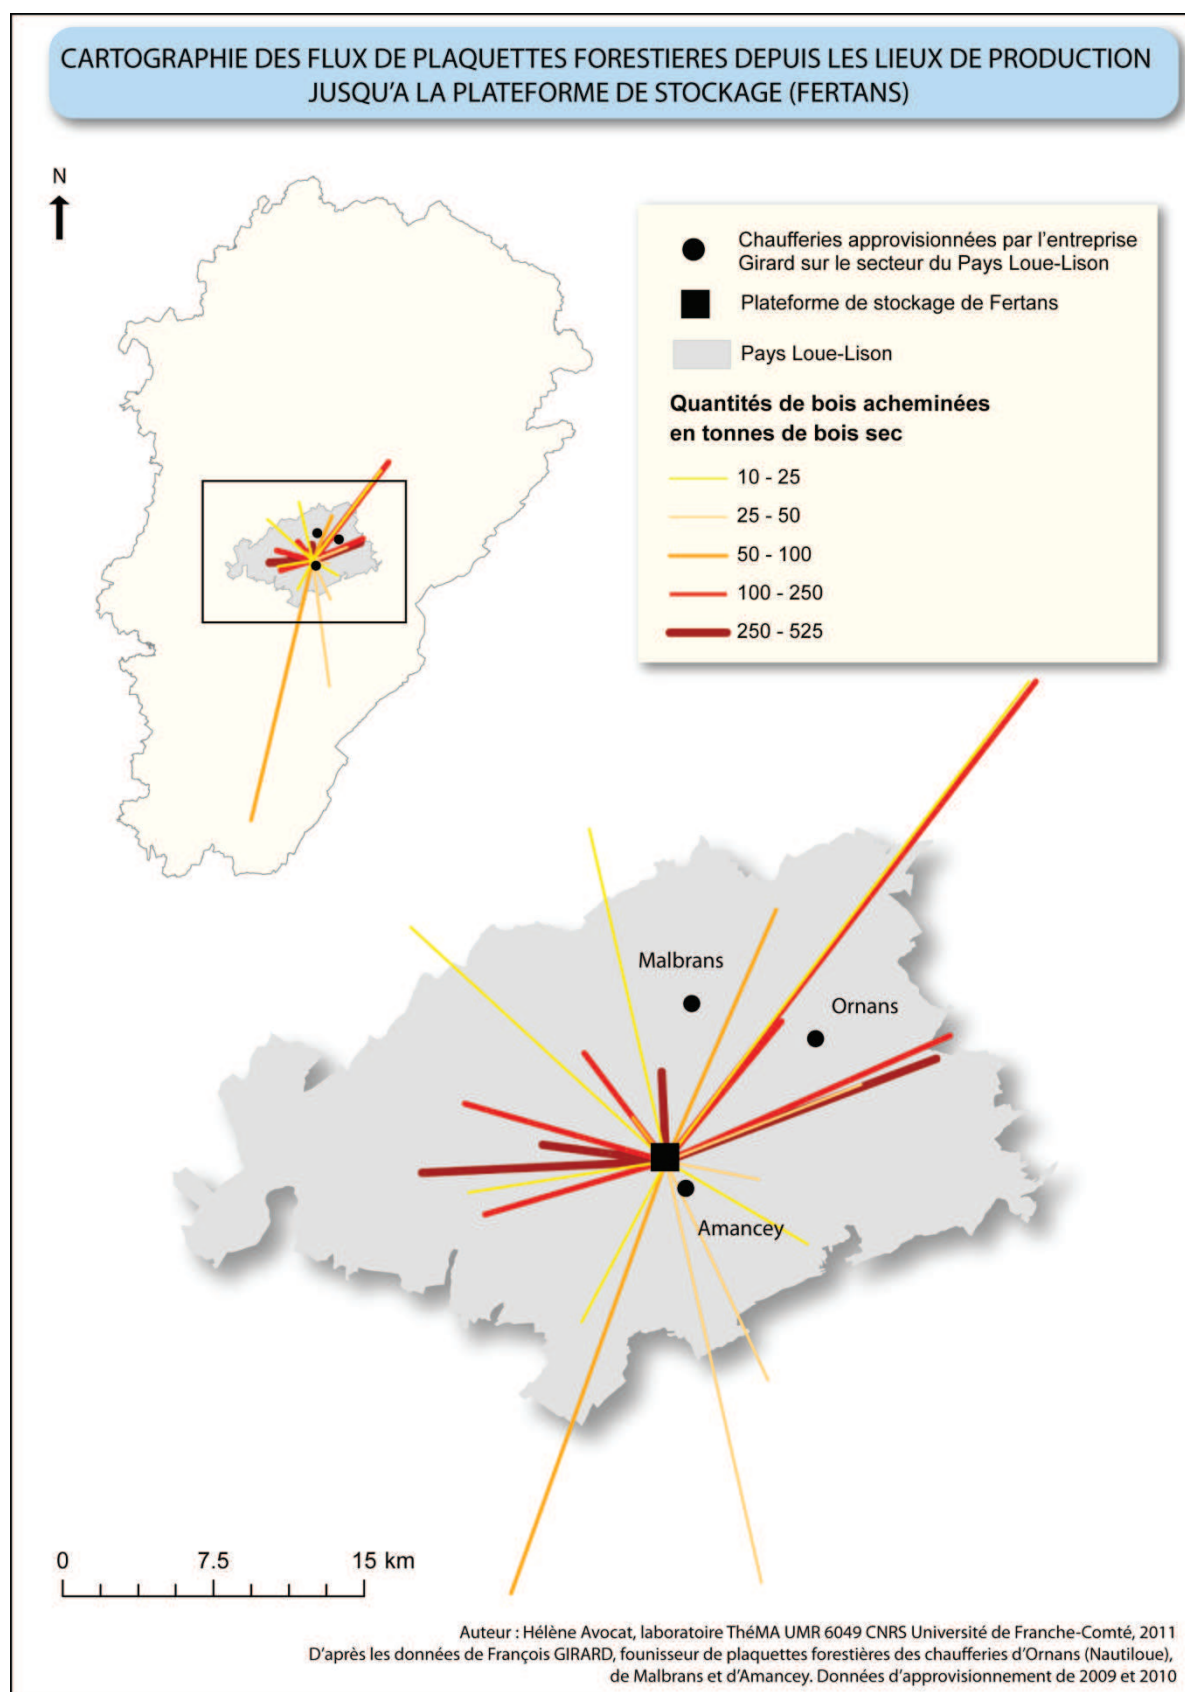 CARTOGRAPHIE DES FLUX DE PLAQUETTES FORESTIERES DEPUIS LES LIEUX DE PRODUCTION
JUSQU'A LA PLATEFORME DE STOCKAGE (FERTANS)
N
Chaufferies approvisionnées par l'entreprise
Girard sur le secteur du Pays Loue-Lison
Plateforme de stockage de Fertans
Pays Loue-Lison
Quantités de bois acheminées
en tonnes de bois sec
10 - 25
25 - 50
50 - 100
100 - 250
250 - 525
Malbrans
Ornans
Amancey
0 7.5 15 km
Auteur : Hélène Avocat, laboratoire ThéMA UMR 6049 CNRS Université de Franche-Comté, 2011
D'après les données de François GIRARD, founisseur de plaquettes forestières des chaufferies d'Ornans (Nautiloue),
de Malbrans et d'Amancey. Données d'approvisionnement de 2009 et 2010